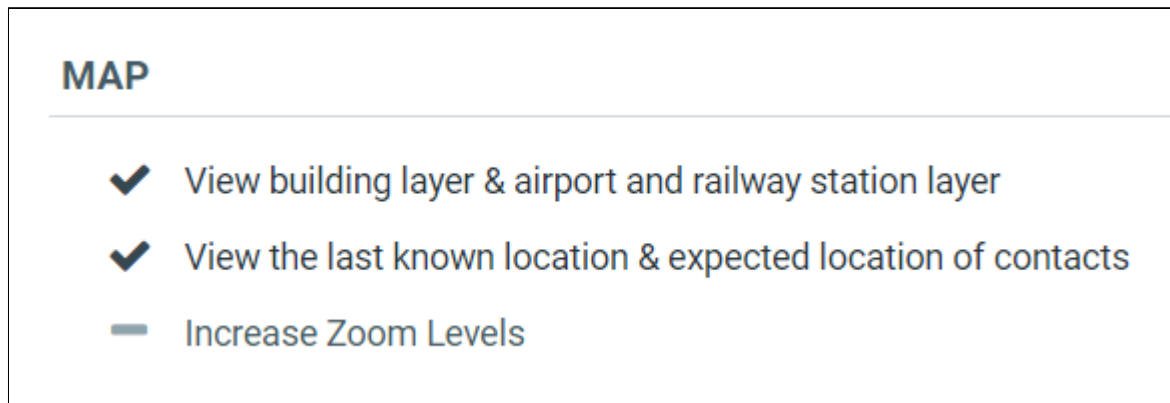 MAP
View building layer & airport and railway station layer
View the last known location & expected location of contacts
Increase Zoom Levels